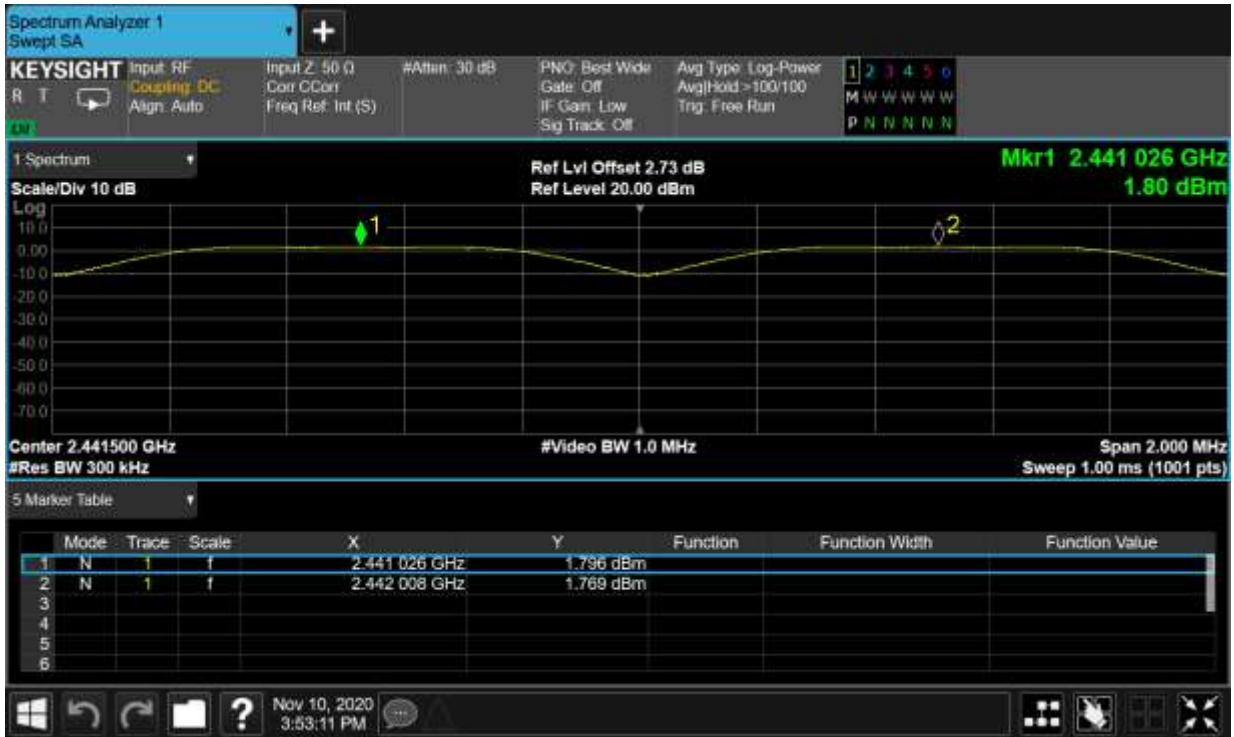 Spectrum Analyzer 1
Swept SA
+
KEYSIGHT Input: RF Input Z: 50 Ω #Atten: 30 dB PNO: Best Wide Avg Type: Log-Power 1 2 3 4 5 6
R T Coupling: DC Corr CCorr Gate: Off Avg|Hold >100/100 M W W W W W
Align: Auto Freq Ref: Int (S) IF Gain: Low Trig: Free Run P N N N N N
Sig Track: Off
1 Spectrum Ref Lvl Offset 2.73 dB Mkr1 2.441 026 GHz
Scale/Div 10 dB Ref Level 20.00 dBm 1.80 dBm
Log
10.0 1 2
0.00
-10.0
-20.0
-30.0
-40.0
-50.0
-60.0
-70.0
Center 2.441500 GHz #Video BW 1.0 MHz Span 2.000 MHz
#Res BW 300 kHz Sweep 1.00 ms (1001 pts)
5 Marker Table
Mode Trace Scale X Y Function Function Width Function Value
1 N 1 f 2.441 026 GHz 1.796 dBm
2 N 1 f 2.442 008 GHz 1.769 dBm
3
4
5
6
? Nov 10, 2020
3:53:11 PM